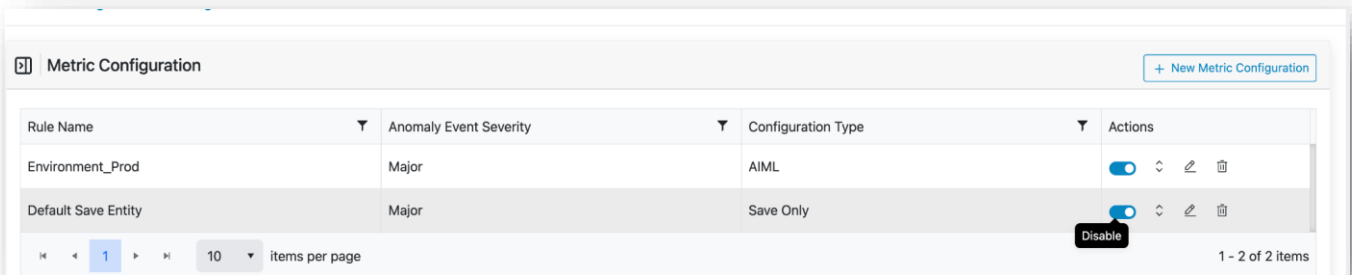 Metric Configuration
+ New Metric Configuration
Rule Name Anomaly Event Severity Configuration Type Actions
Environment_Prod Major AIML
Default Save Entity Major Save Only
Disable
1 10 items per page 1 - 2 of 2 items